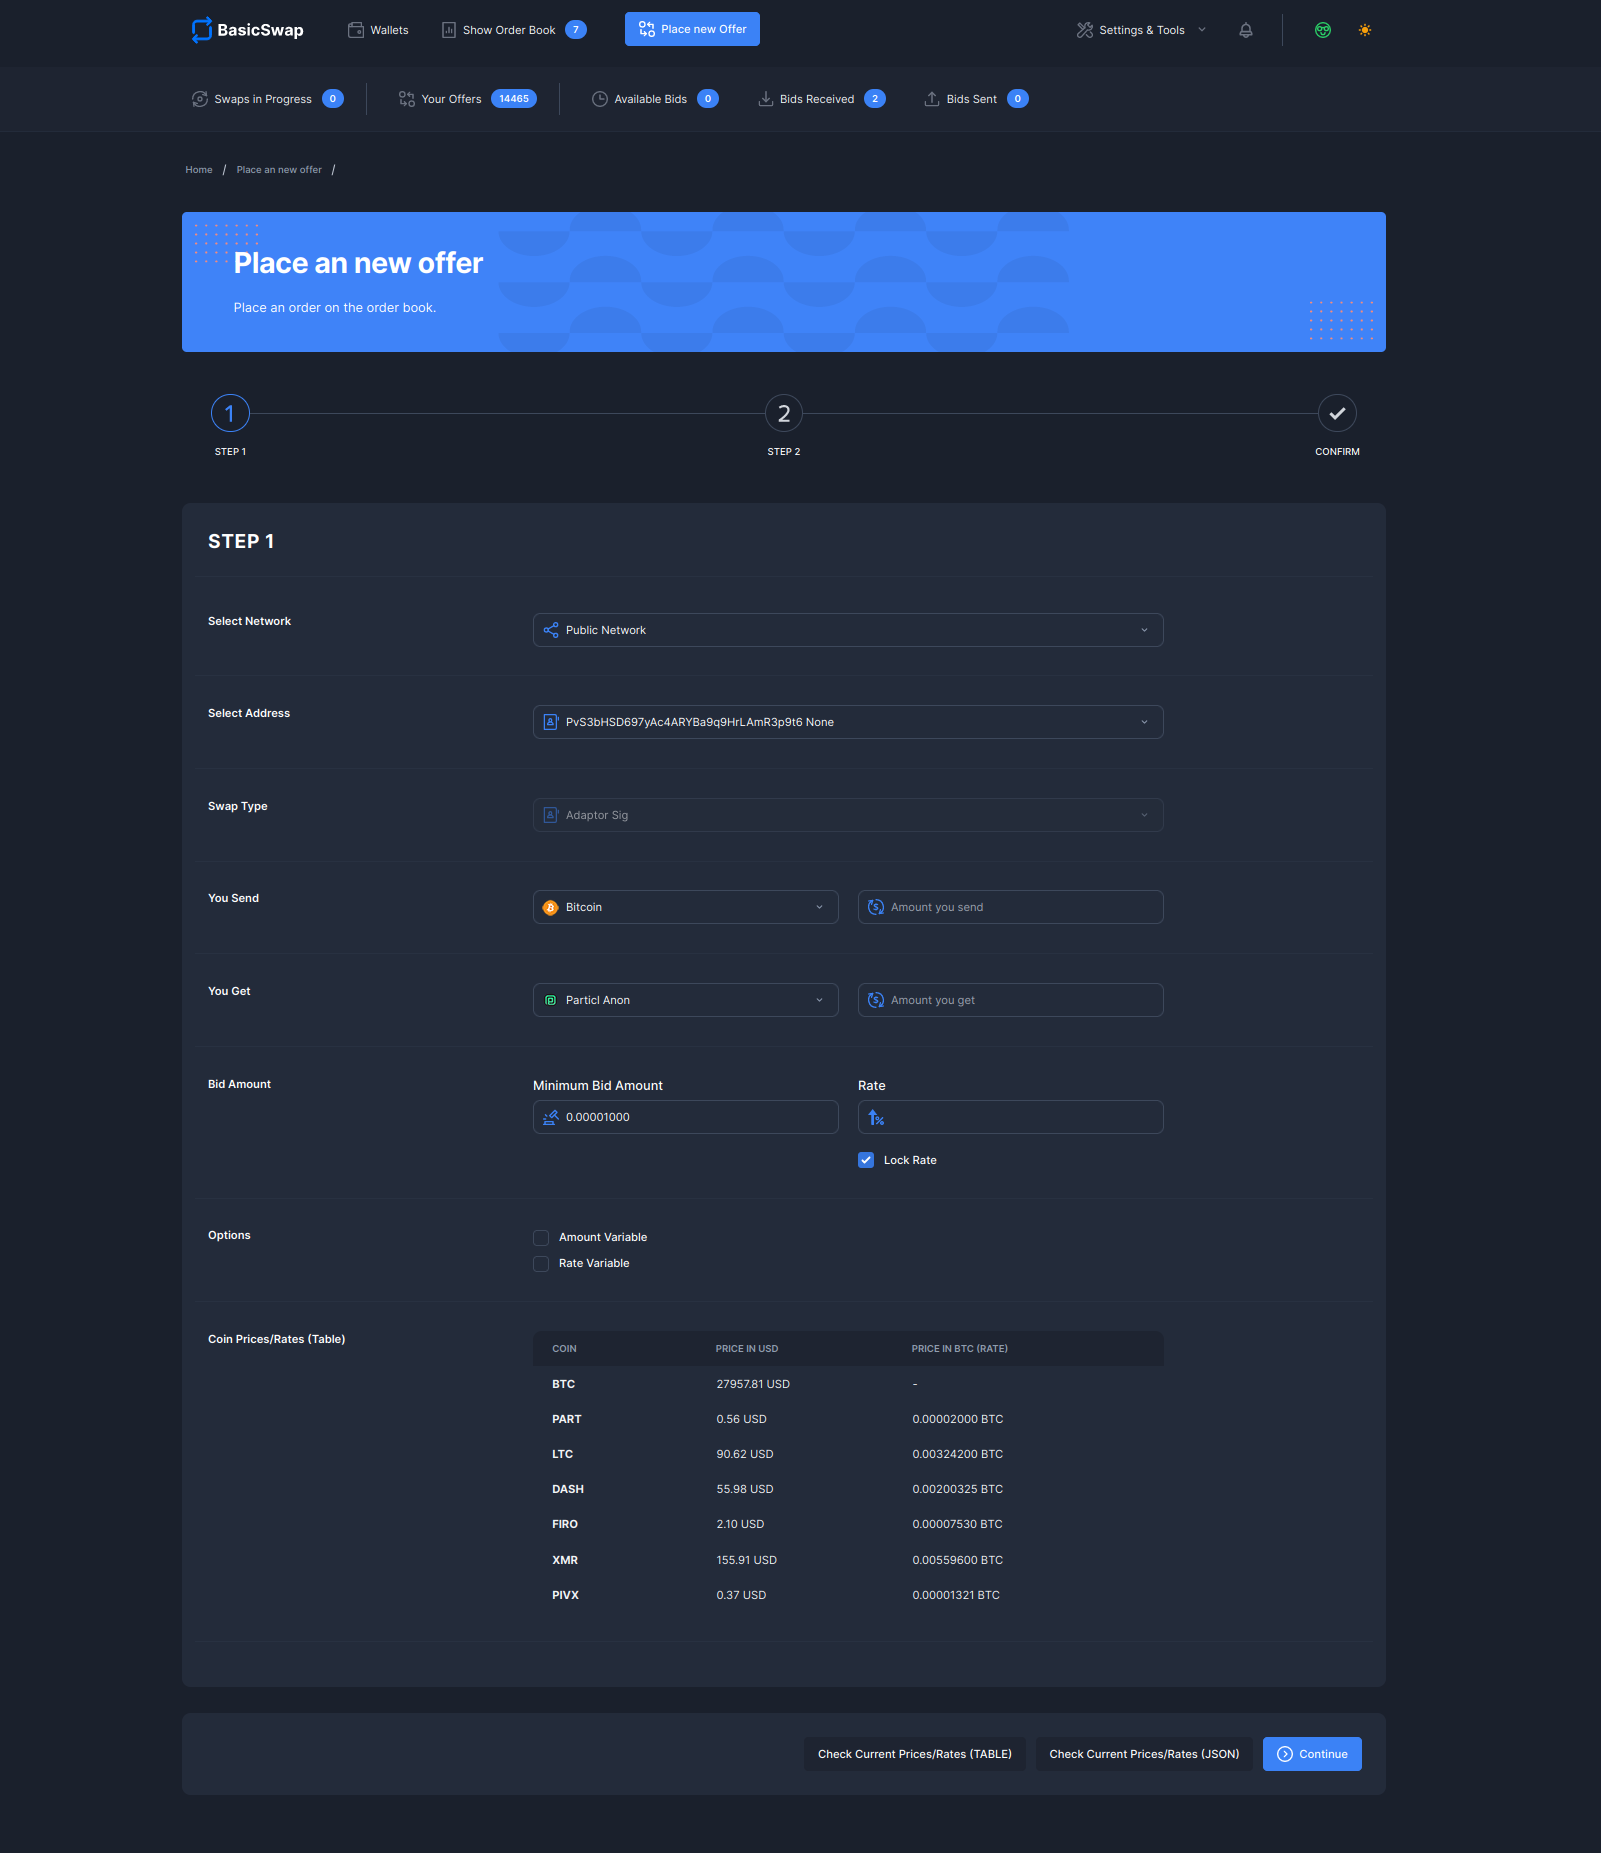 BasicSwap Wallets Show Order Book 7 Place new Offer Settings & Tools
Swaps in Progress 0 Your Offers 14465 Available Bids 0 Bids Received 2 Bids Sent 0
Home / Place an new offer /
Place an new offer
Place an order on the order book.
1 2
STEP 1 STEP 2 CONFIRM
STEP 1
Select Network Public Network
Select Address PvS3bHSD697yAc4ARYBa9q9HrLAmR3p9t6 None
Swap Type Adaptor Sig
You Send Bitcoin Amount you send
You Get Particl Anon Amount you get
Bid Amount Minimum Bid Amount Rate
0.00001000
Lock Rate
Options Amount Variable
Rate Variable
Coin Prices/Rates (Table)
COIN PRICE IN USD PRICE IN BTC (RATE)
BTC 27957.81 USD -
PART 0.56 USD 0.00002000 BTC
LTC 90.62 USD 0.00324200 BTC
DASH 55.98 USD 0.00200325 BTC
FIRO 2.10 USD 0.00007530 BTC
XMR 155.91 USD 0.00559600 BTC
PIVX 0.37 USD 0.00001321 BTC
Check Current Prices/Rates (TABLE) Check Current Prices/Rates (JSON) Continue